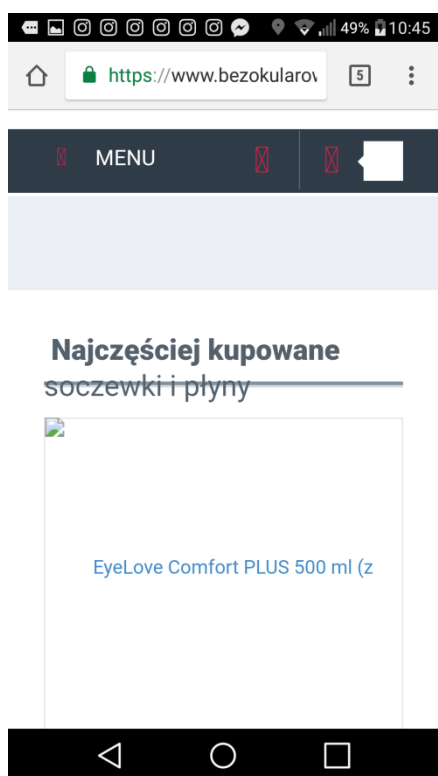 49% 10:45
https://www.bezokularov 5
MENU
Najczęściej kupowane
soczewki i płyny
EyeLove Comfort PLUS 500 ml (z